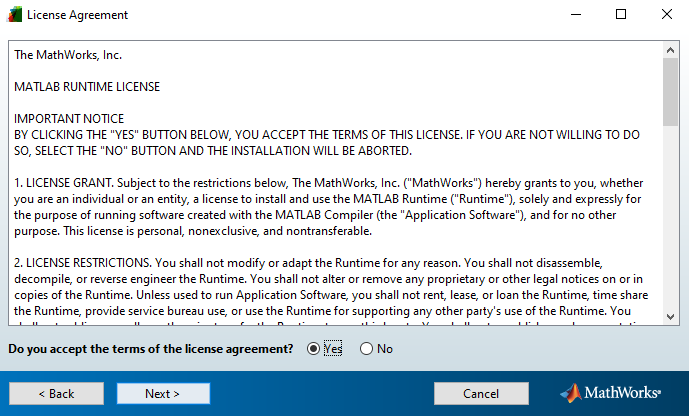 License Agreement
The MathWorks, Inc.
MATLAB RUNTIME LICENSE
IMPORTANT NOTICE
BY CLICKING THE "YES" BUTTON BELOW, YOU ACCEPT THE TERMS OF THIS LICENSE. IF YOU ARE NOT WILLING TO DO
SO, SELECT THE "NO" BUTTON AND THE INSTALLATION WILL BE ABORTED.
1. LICENSE GRANT. Subject to the restrictions below, The MathWorks, Inc. ("MathWorks") hereby grants to you, whether
you are an individual or an entity, a license to install and use the MATLAB Runtime ("Runtime"), solely and expressly for
the purpose of running software created with the MATLAB Compiler (the "Application Software"), and for no other
purpose. This license is personal, nonexclusive, and nontransferable.
2. LICENSE RESTRICTIONS. You shall not modify or adapt the Runtime for any reason. You shall not disassemble,
decompile, or reverse engineer the Runtime. You shall not alter or remove any proprietary or other legal notices on or in
copies of the Runtime. Unless used to run Application Software, you shall not rent, lease, or loan the Runtime, time share
the Runtime, provide service bureau use, or use the Runtime for supporting any other party's use of the Runtime. You
Do you accept the terms of the license agreement? Yes No
< Back Next > Cancel MathWorks®